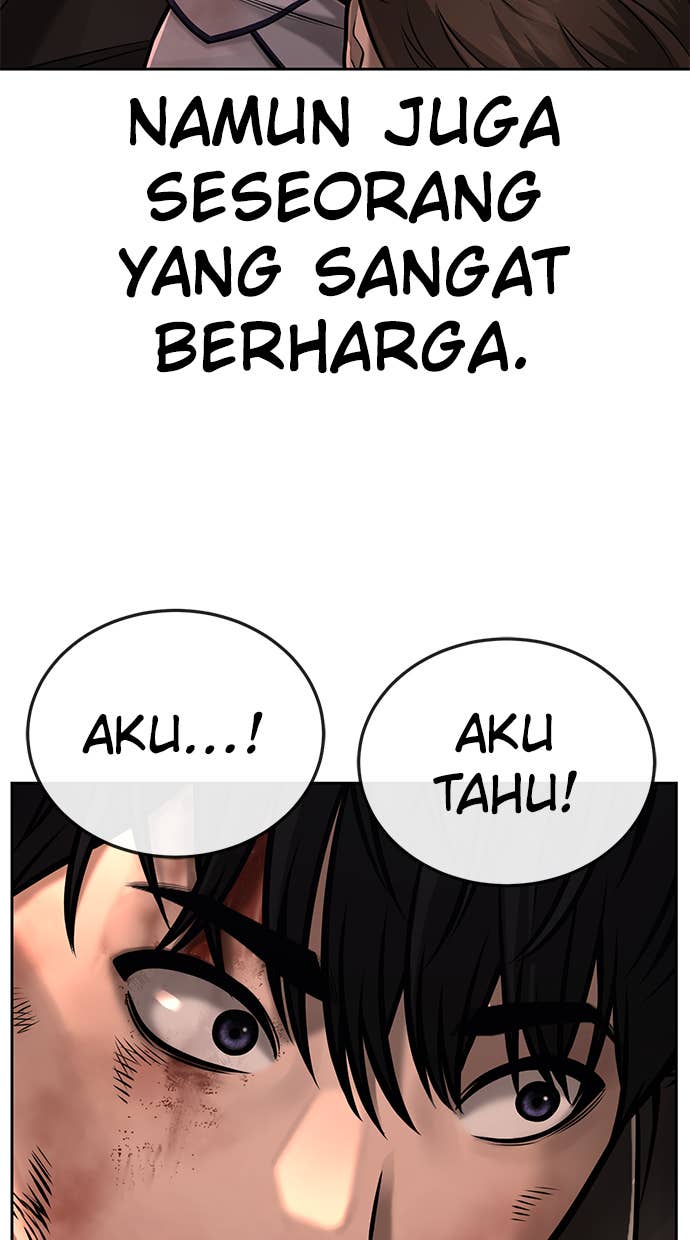 NAMUN JUGA
SESEORANG
YANG SANGAT
BERHARGA.
AKU...!
AKU
TAHU!